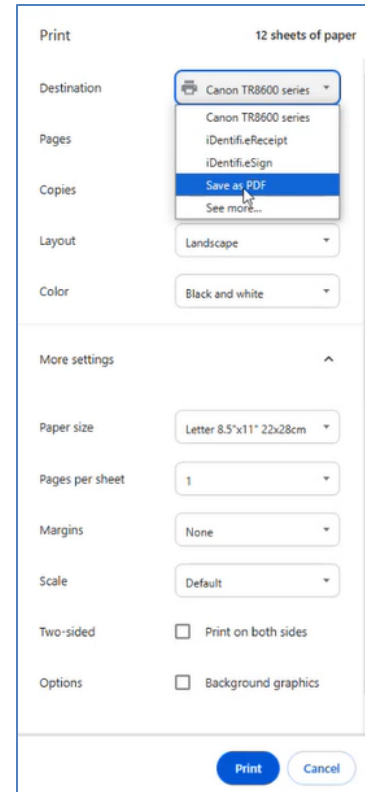 Print 12 sheets of paper
Destination Canon TR8600 series
Canon TR8600 series
Pages iDentifi.eReceipt
iDentifi.eSign
Copies Save as PDF
See more...
Layout Landscape
Color Black and white
More settings
Paper size Letter 8.5"x11" 22x28cm
Pages per sheet 1
Margins None
Scale Default
Two-sided Print on both sides
Options Background graphics
Print Cancel